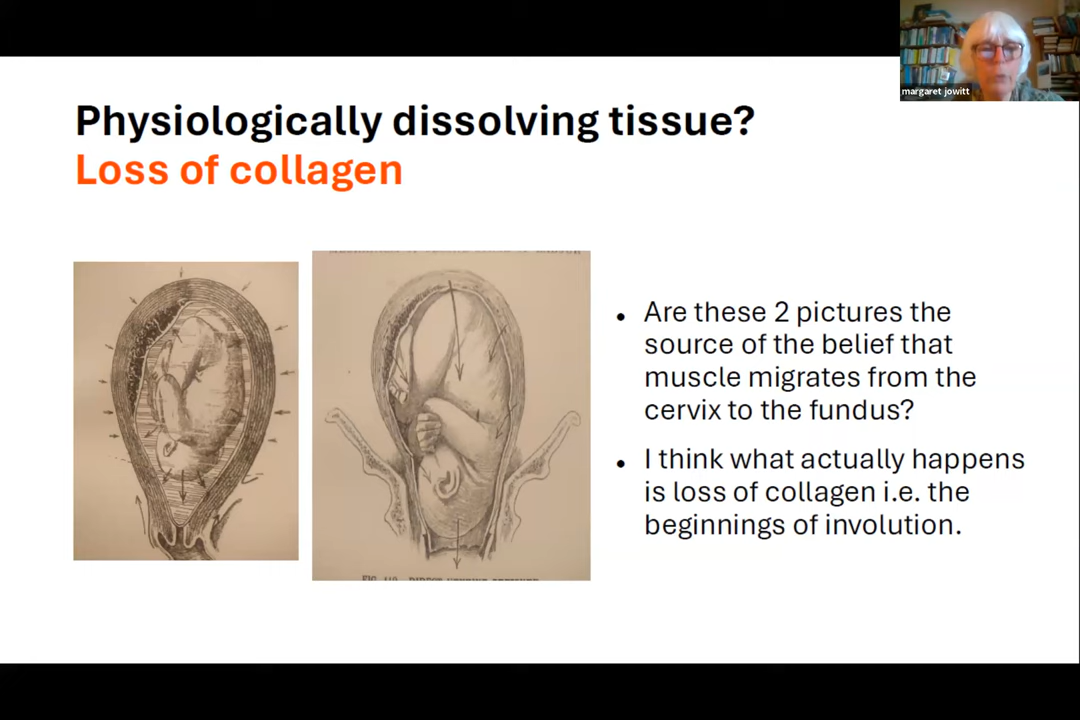 margaret jowitt
Physiologically dissolving tissue?
Loss of collagen
• Are these 2 pictures the
source of the belief that
muscle migrates from the
cervix to the fundus?
• I think what actually happens
is loss of collagen i.e. the
beginnings of involution.